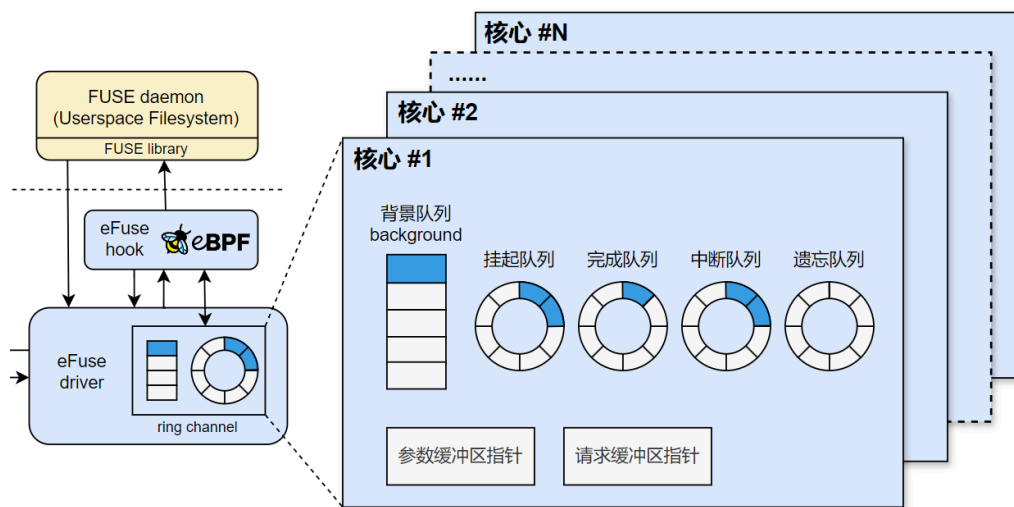 核心 #N
......
核心 #2
核心 #1
FUSE daemon
(Userspace Filesystem)
FUSE library
eFuse
hook
eBPF
eFuse
driver
ring channel
背景队列
background
挂起队列
完成队列
中断队列
遗忘队列
参数缓冲区指针
请求缓冲区指针